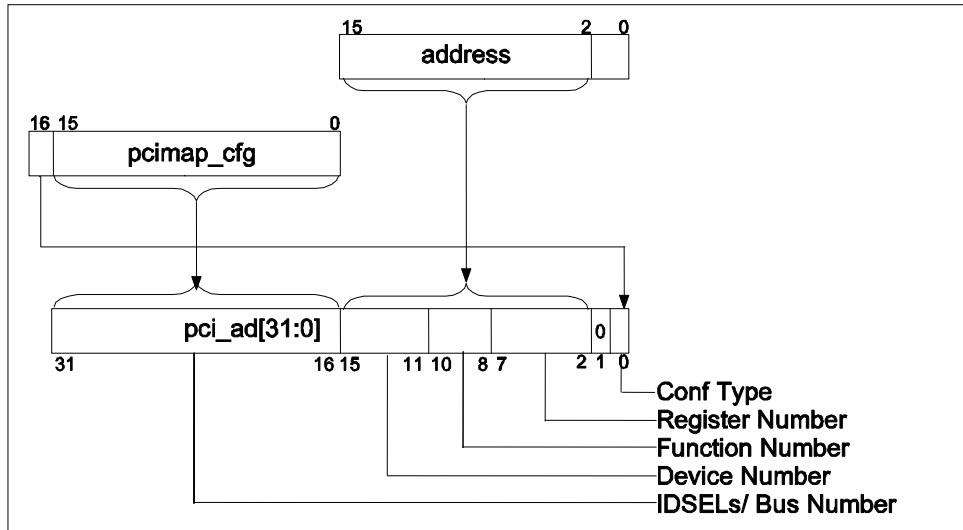 15 2 0
address
16 15 0
pcimap_cfg
pci_ad[31:0] 0
31 16 15 11 10 8 7 2 1 0
Conf Type
Register Number
Function Number
Device Number
IDSELs/ Bus Number